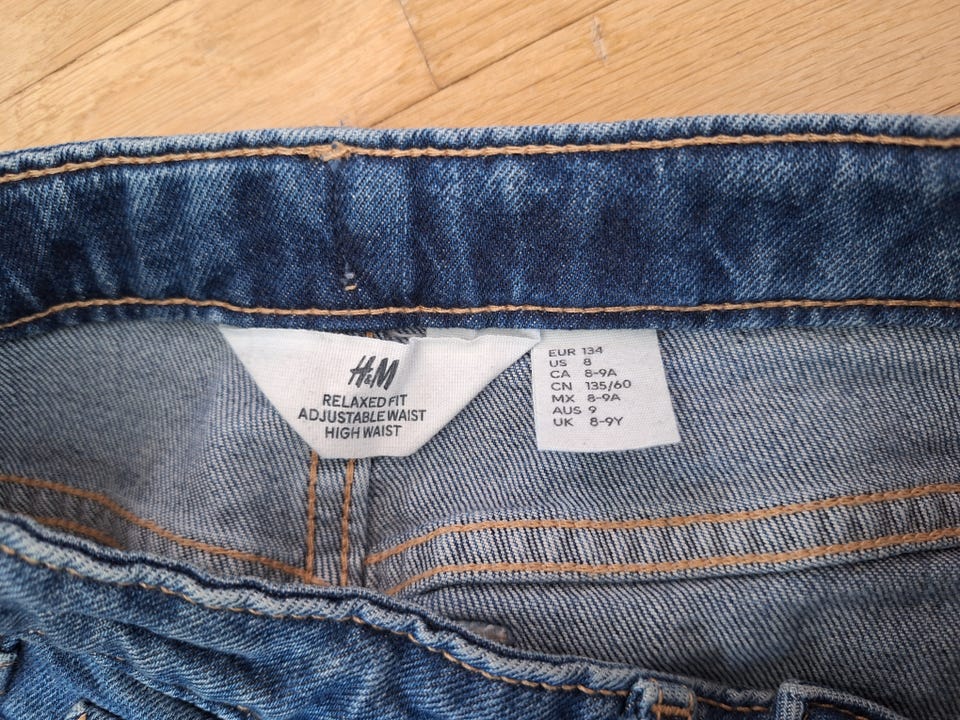 H&M
RELAXED FIT
ADJUSTABLE WAIST
HIGH WAIST
EUR 134
US 8
CA 8-9A
CN 135/60
MX 8-9A
AUS 9
UK 8-9Y